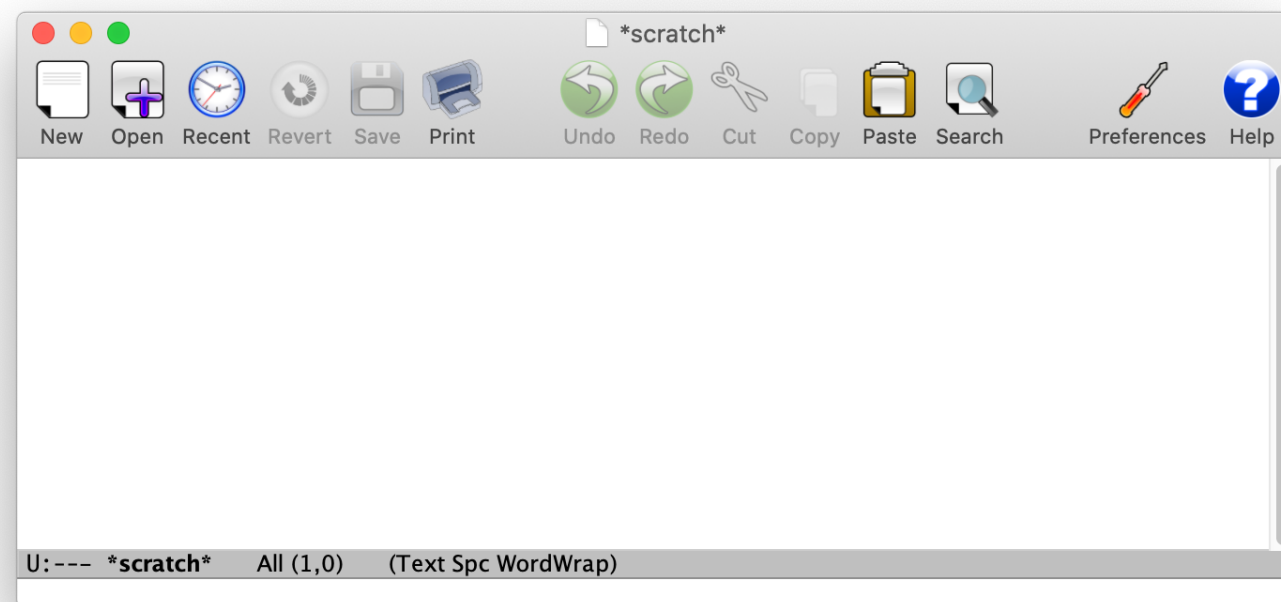 *scratch*
New Open Recent Revert Save Print Undo Redo Cut Copy Paste Search Preferences Help
U:--- *scratch* All (1,0) (Text Spc WordWrap)